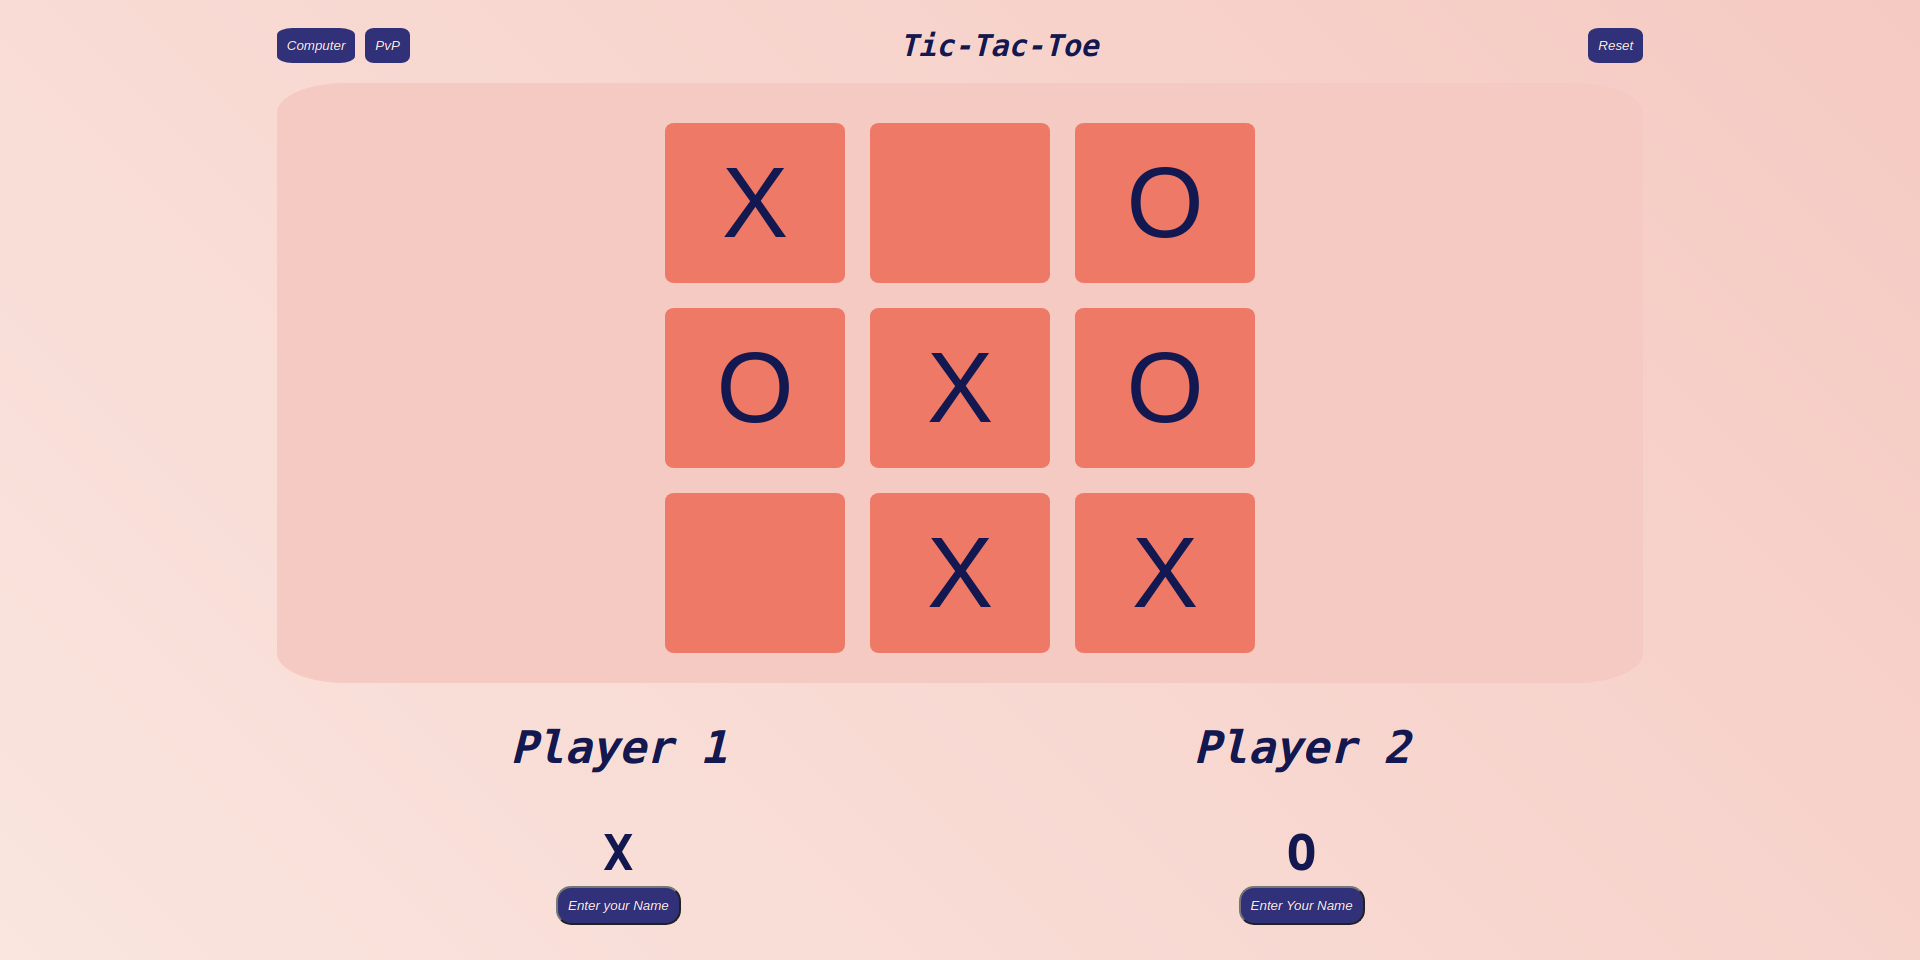 Computer PvP Tic-Tac-Toe Reset
X O
O X O
X X
Player 1 Player 2
X O
Enter your Name Enter Your Name